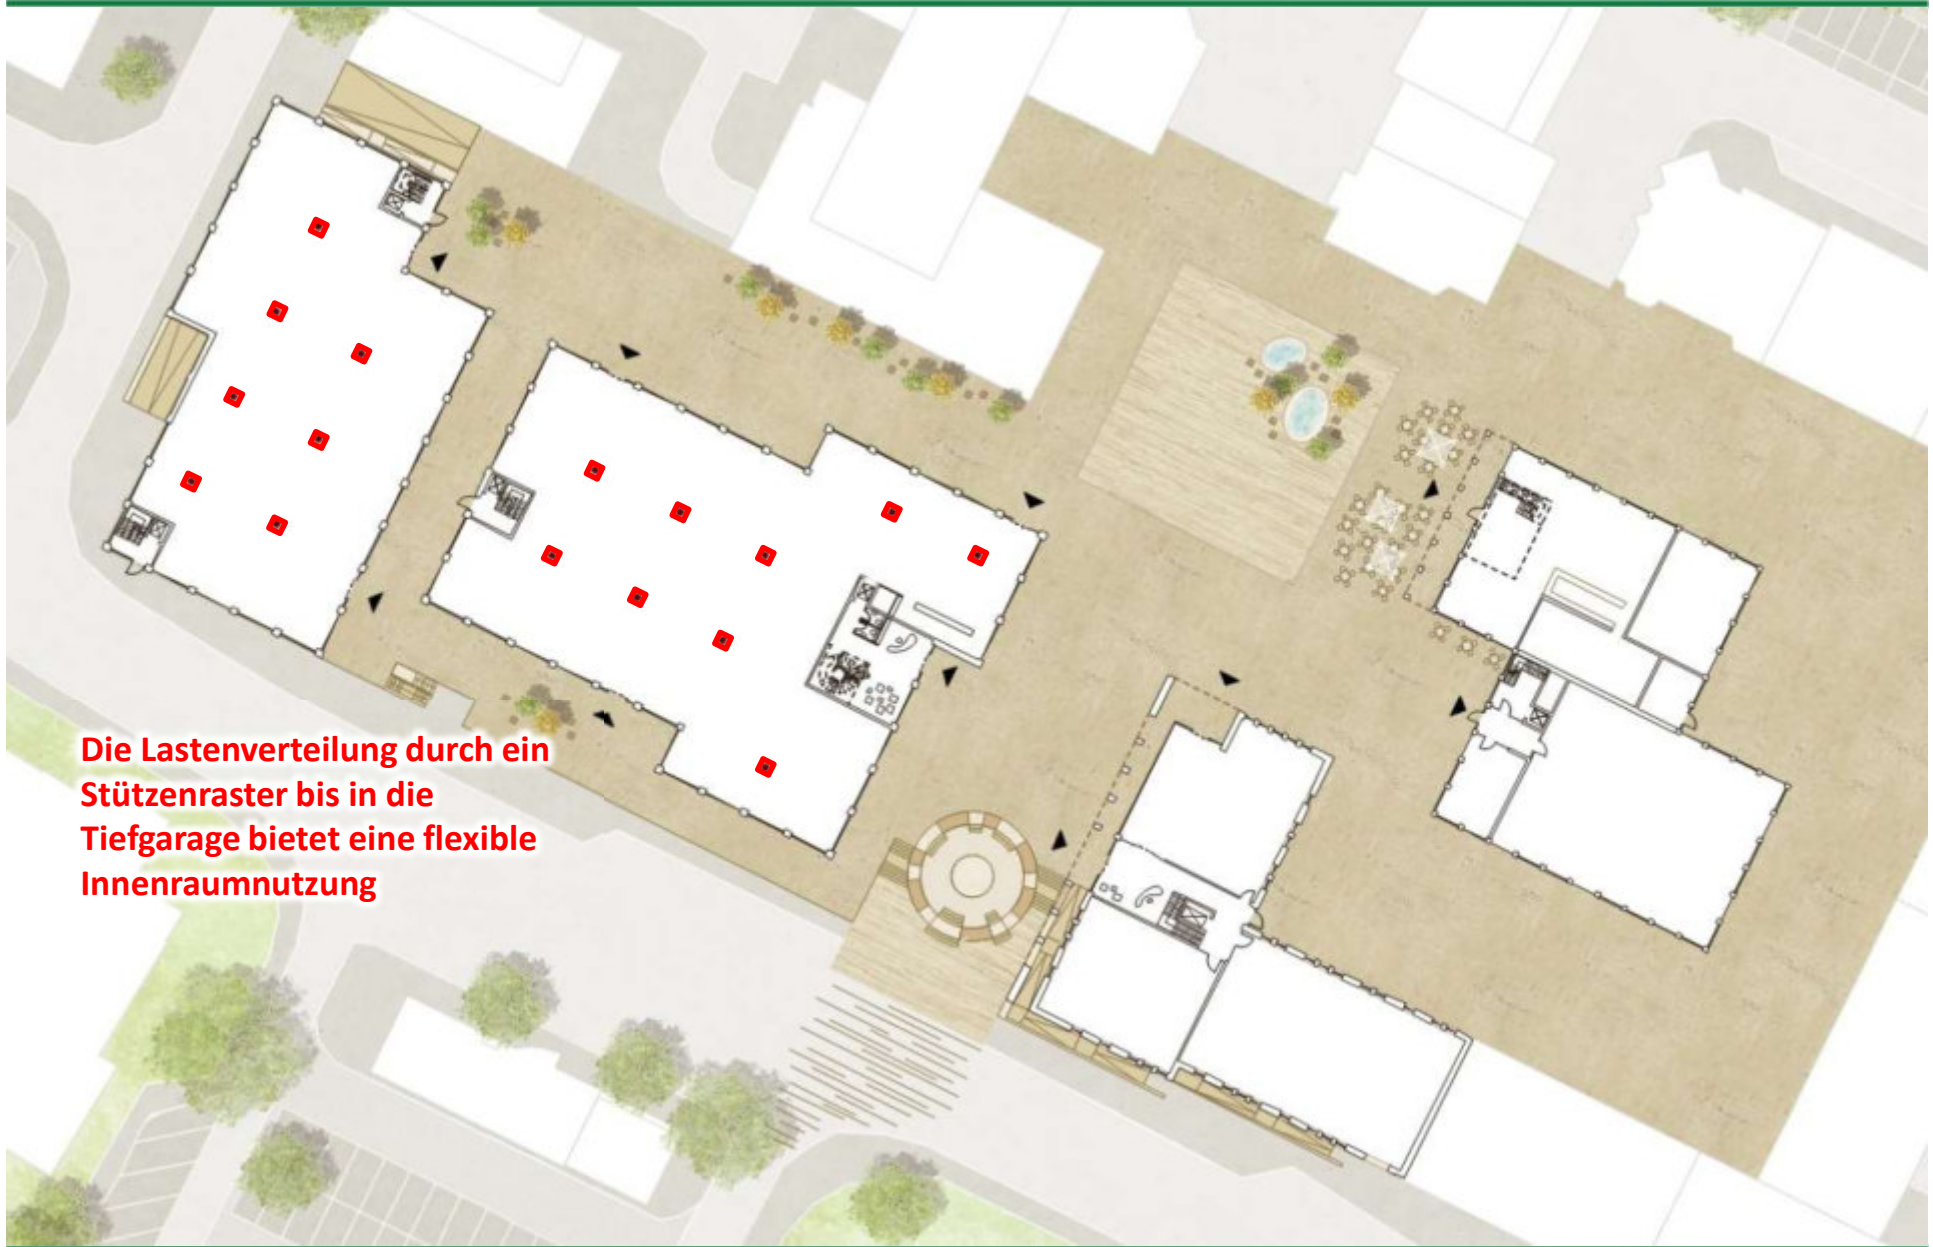 Die Lastenverteilung durch ein
Stützenraster bis in die
Tiefgarage bietet eine flexible
Innenraumnutzung